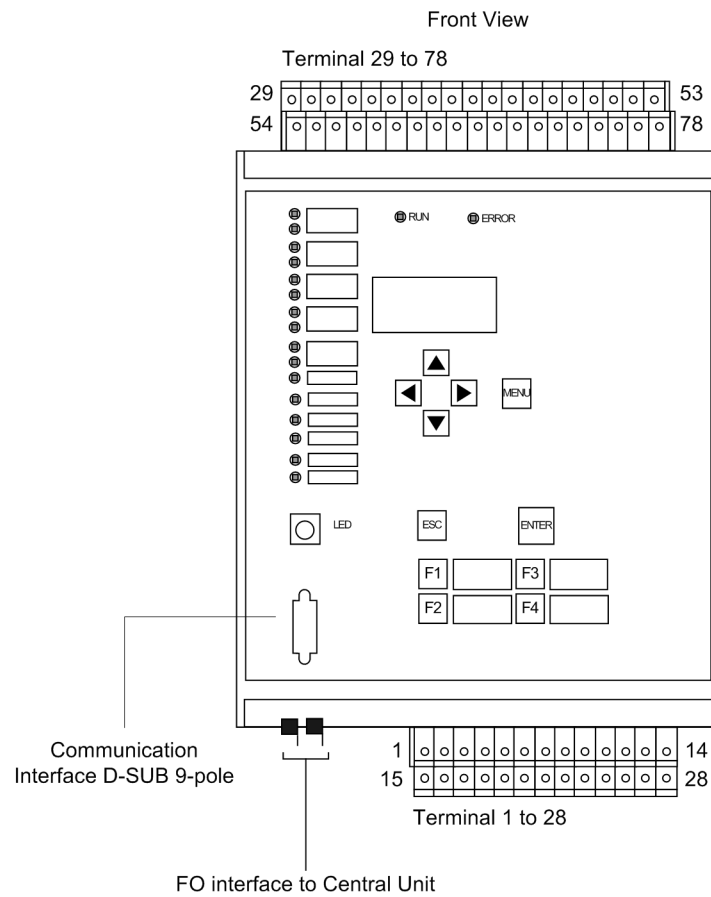 Front View
Terminal 29 to 78
29 53
54 78
RUN ERROR
MENU
LED ESC ENTER
F1 F3
F2 F4
Communication
Interface D-SUB 9-pole
1 14
15 28
Terminal 1 to 28
FO interface to Central Unit